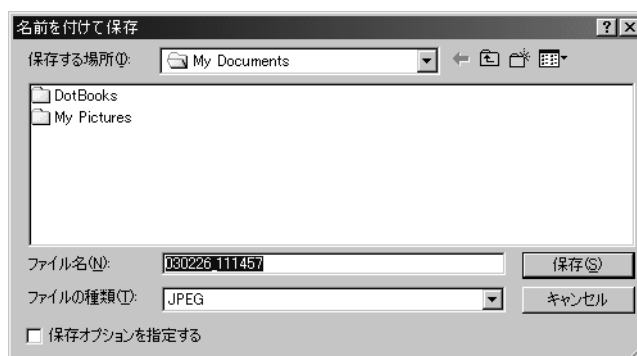 名前を付けて保存
保存する場所(I): My Documents
DotBooks
My Pictures
ファイル名(N): 030226_111457 保存(S)
ファイルの種類(T): JPEG キャンセル
保存オプションを指定する